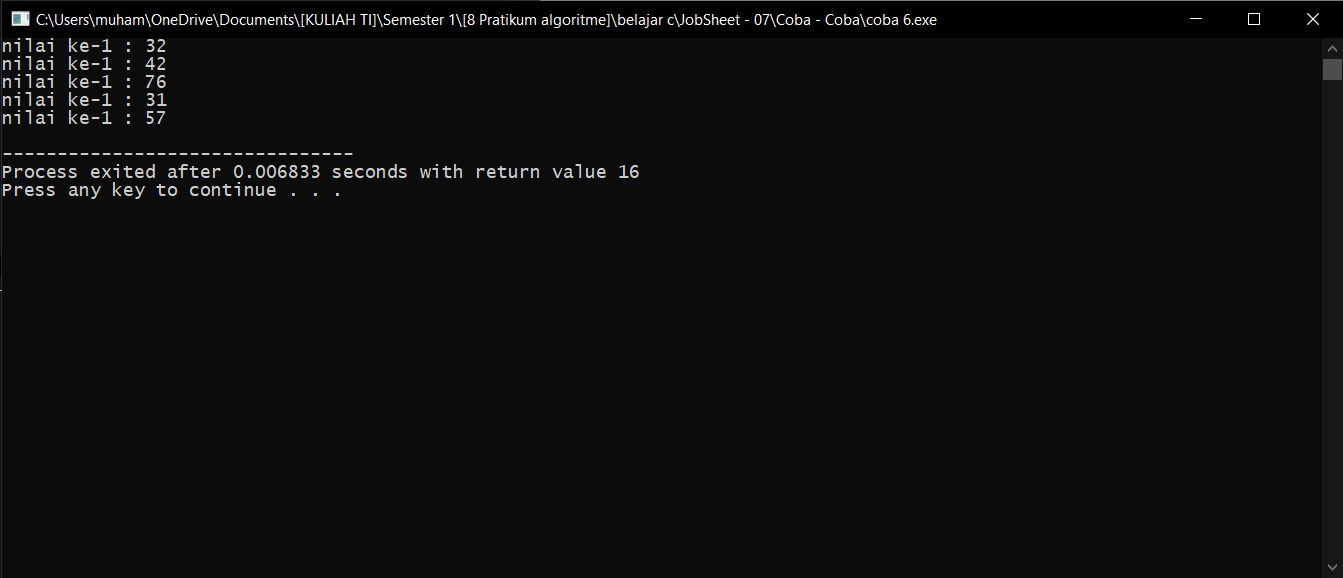 C:\Users\muham\OneDrive\Documents\[KULIAH TI]\Semester 1\[8 Pratikum algoritme]\belajar c\JobSheet - 07\Coba - Coba\coba 6.exe
nilai ke-1 : 32
nilai ke-1 : 42
nilai ke-1 : 76
nilai ke-1 : 31
nilai ke-1 : 57
--------------------------------
Process exited after 0.006833 seconds with return value 16
Press any key to continue . . .